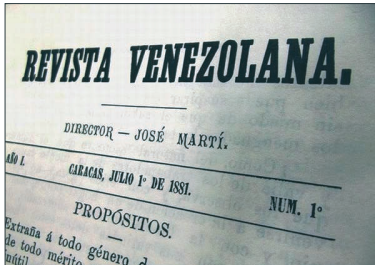 REVISTA VENEZOLANA.
DIRECTOR — JOSÉ MARTÍ.
AÑO I. CARACAS, JULIO 1º DE 1881. NUM. 1º
PROPÓSITOS.
Extraña á todo género d
de todo mérito
nútil